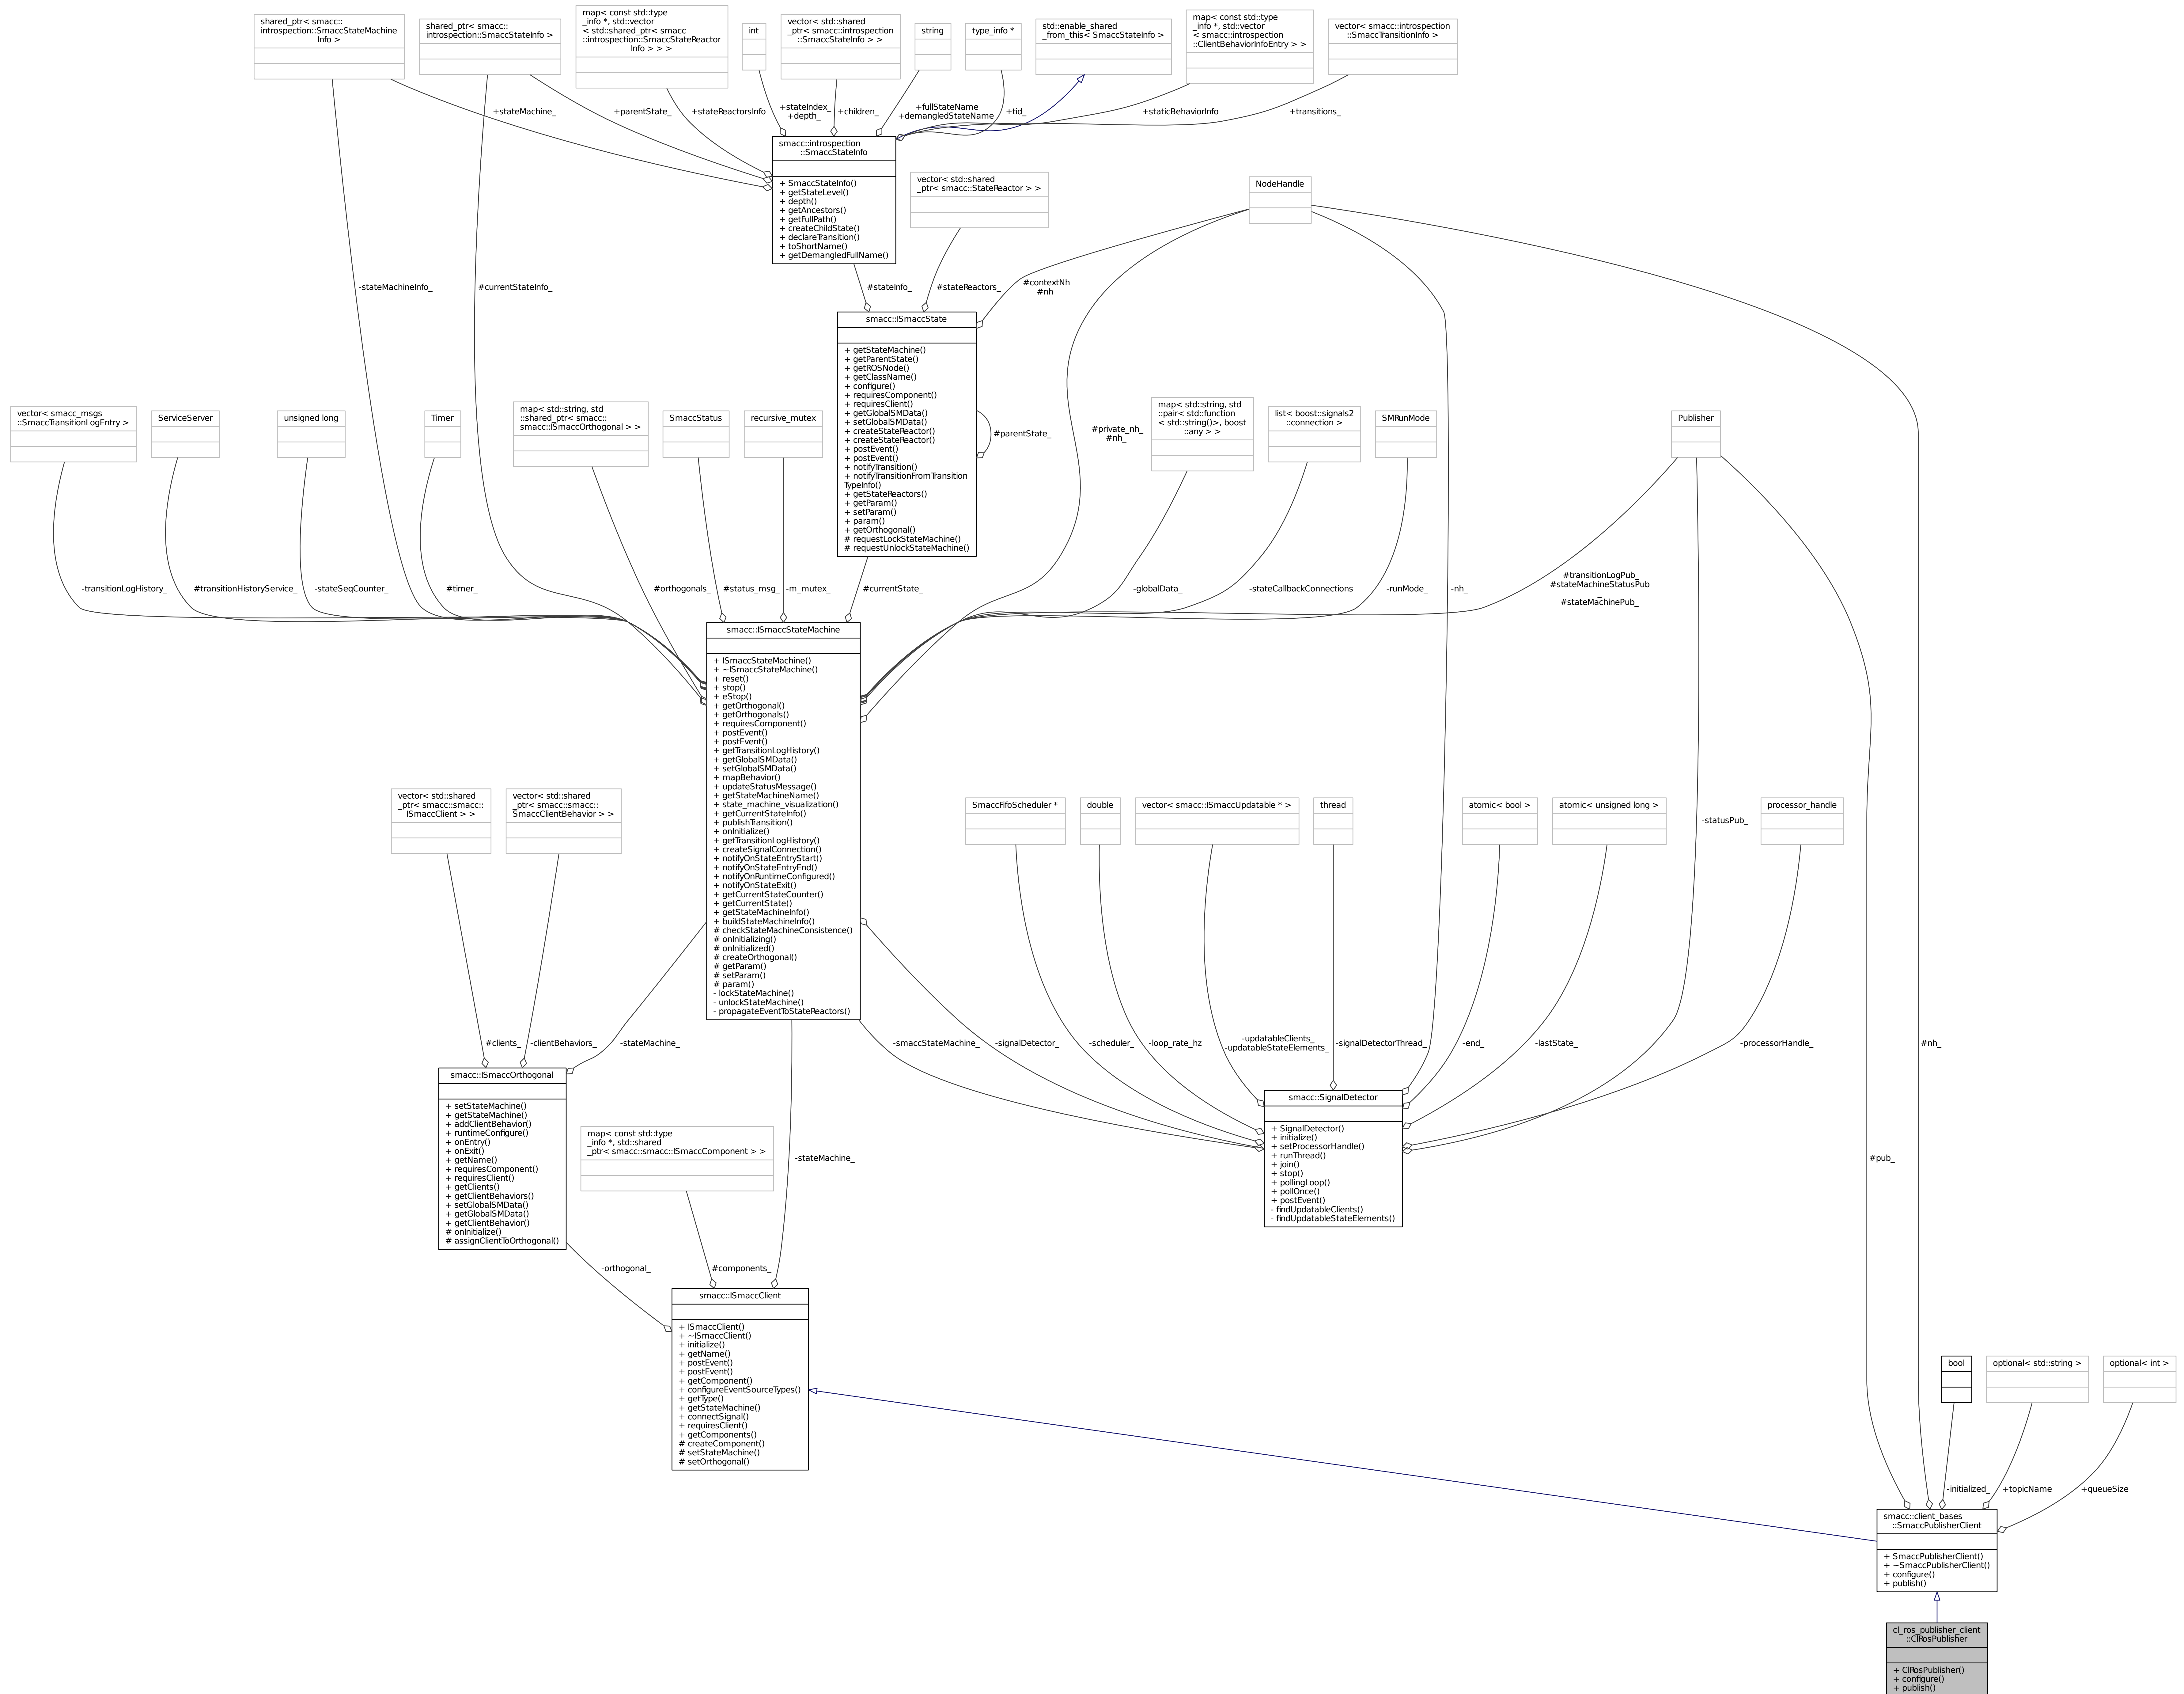 shared_ptr< smacc::
introspection::SmaccStateMachine
Info >
shared_ptr< smacc::
introspection::SmaccStateInfo >
map< const std::type
_info *, std::vector
< std::shared_ptr< smacc
::introspection::SmaccStateReactor
Info > > >
int
vector< std::shared
_ptr< smacc::introspection
::SmaccStateInfo > >
string
type_info *
std::enable_shared
_from_this< SmaccStateInfo >
map< const std::type
_info *, std::vector
< smacc::introspection
::ClientBehaviorInfoEntry > >
vector< smacc::introspection
::SmaccTransitionInfo >
+stateMachine_
+parentState_
+stateReactorsInfo
+stateIndex_
+depth_
+children_
+fullStateName
+demangledStateName
+tid_
+staticBehaviorInfo
+transitions_
smacc::introspection
::SmaccStateInfo
+ SmaccStateInfo()
+ getStateLevel()
+ depth()
+ getAncestors()
+ getFullPath()
+ createChildState()
+ declareTransition()
+ toShortName()
+ getDemangledFullName()
vector< std::shared
_ptr< smacc::StateReactor > >
NodeHandle
-stateMachineInfo_
#currentStateInfo_
#stateInfo_
#stateReactors_
#contextNh
#nh
smacc::ISmaccState
+ getStateMachine()
+ getParentState()
+ getROSNode()
+ getClassName()
+ configure()
+ requiresComponent()
+ requiresClient()
+ getGlobalSMData()
+ setGlobalSMData()
+ createStateReactor()
+ createStateReactor()
+ postEvent()
+ postEvent()
+ notifyTransition()
+ notifyTransitionFromTransition
TypeInfo()
+ getStateReactors()
+ getParam()
+ setParam()
+ param()
+ getOrthogonal()
# requestLockStateMachine()
# requestUnlockStateMachine()
#parentState_
#private_nh_
#nh_
vector< smacc_msgs
::SmaccTransitionLogEntry >
ServiceServer
unsigned long
Timer
map< std::string, std
::shared_ptr< smacc::
smacc::ISmaccOrthogonal > >
SmaccStatus
recursive_mutex
map< std::string, std
::pair< std::function
< std::string()>, boost
::any > >
list< boost::signals2
::connection >
SMRunMode
Publisher
-transitionLogHistory_
#transitionHistoryService_
-stateSeqCounter_
#timer_
#orthogonals_
#status_msg_
-m_mutex_
#currentState_
-globalData_
-stateCallbackConnections
-runMode_
-nh_
#transitionLogPub_
#stateMachineStatusPub
_
#stateMachinePub_
smacc::ISmaccStateMachine
+ ISmaccStateMachine()
+ ~ISmaccStateMachine()
+ reset()
+ stop()
+ eStop()
+ getOrthogonal()
+ getOrthogonals()
+ requiresComponent()
+ postEvent()
+ postEvent()
+ getTransitionLogHistory()
+ getGlobalSMData()
+ setGlobalSMData()
+ mapBehavior()
+ updateStatusMessage()
+ getStateMachineName()
+ state_machine_visualization()
+ getCurrentStateInfo()
+ publishTransition()
+ onInitialize()
+ getTransitionLogHistory()
+ createSignalConnection()
+ notifyOnStateEntryStart()
+ notifyOnStateEntryEnd()
+ notifyOnRuntimeConfigured()
+ notifyOnStateExit()
+ getCurrentStateCounter()
+ getCurrentState()
+ getStateMachineInfo()
+ buildStateMachineInfo()
# checkStateMachineConsistence()
# onInitializing()
# onInitialized()
# createOrthogonal()
# getParam()
# setParam()
# param()
- lockStateMachine()
- unlockStateMachine()
- propagateEventToStateReactors()
vector< std::shared
_ptr< smacc::smacc::
ISmaccClient > >
vector< std::shared
_ptr< smacc::smacc::
SmaccClientBehavior > >
SmaccFifoScheduler *
double
vector< smacc::ISmaccUpdatable * >
thread
atomic< bool >
atomic< unsigned long >
processor_handle
-statusPub_
#clients_
-clientBehaviors_
-stateMachine_
-smaccStateMachine_
-signalDetector_
-scheduler_
-loop_rate_hz
-updatableClients_
-updatableStateElements_
-signalDetectorThread_
-end_
-lastState_
-processorHandle_
#nh_
smacc::ISmaccOrthogonal
+ setStateMachine()
+ getStateMachine()
+ addClientBehavior()
+ runtimeConfigure()
+ onEntry()
+ onExit()
+ getName()
+ requiresComponent()
+ requiresClient()
+ getClients()
+ getClientBehaviors()
+ setGlobalSMData()
+ getGlobalSMData()
+ getClientBehavior()
# onInitialize()
# assignClientToOrthogonal()
map< const std::type
_info *, std::shared
_ptr< smacc::smacc::ISmaccComponent > >
-stateMachine_
smacc::SignalDetector
+ SignalDetector()
+ initialize()
+ setProcessorHandle()
+ runThread()
+ join()
+ stop()
+ pollingLoop()
+ pollOnce()
+ postEvent()
- findUpdatableClients()
- findUpdatableStateElements()
#pub_
-orthogonal_
#components_
smacc::ISmaccClient
+ ISmaccClient()
+ ~ISmaccClient()
+ initialize()
+ getName()
+ postEvent()
+ postEvent()
+ getComponent()
+ configureEventSourceTypes()
+ getType()
+ getStateMachine()
+ connectSignal()
+ requiresClient()
+ getComponents()
# createComponent()
# setStateMachine()
# setOrthogonal()
bool
optional< std::string >
optional< int >
-initialized_
+topicName
+queueSize
smacc::client_bases
::SmaccPublisherClient
+ SmaccPublisherClient()
+ ~SmaccPublisherClient()
+ configure()
+ publish()
cl_ros_publisher_client
::ClRosPublisher
+ ClRosPublisher()
+ configure()
+ publish()